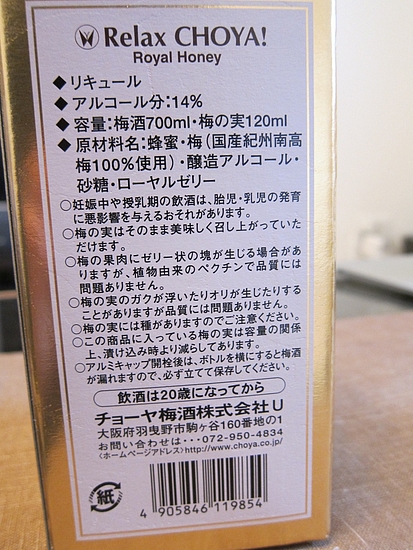 Relax CHOYA!
Royal Honey
◆リキュール
◆アルコール分:14%
◆容量:梅酒700ml・梅の実120ml
◆原材料名:蜂蜜・梅(国産紀州南高
梅100%使用)・醸造アルコール・
砂糖・ローヤルゼリー
○妊娠中や授乳期の飲酒は、胎児・乳児の発育
に悪影響を与えるおそれがあります。
○梅の実はそのまま美味しく召し上がっていた
だけます。
○梅の果肉にゼリー状の塊が生じる場合があ
りますが、植物由来のペクチンで品質には
問題ありません。
○梅の実のガクが浮いたりオリが生じたりする
ことがありますが品質には問題ありません。
○梅の実には種がありますのでご注意ください。
○この商品に入っている梅の実は容量の関係
上、漬け込み時より減らしてあります。
○アルミキャップ開栓後は、ボトルを横にすると梅酒
が漏れますので、必ず立てて保存してください。
飲酒は20歳になってから
チョーヤ梅酒株式会社U
大阪府羽曳野市駒ヶ谷160番地の1
お問い合わせは・・・072-950-4834
〈ホームページアドレス〉http://www.choya.co.jp/
紙
4 905846 119854